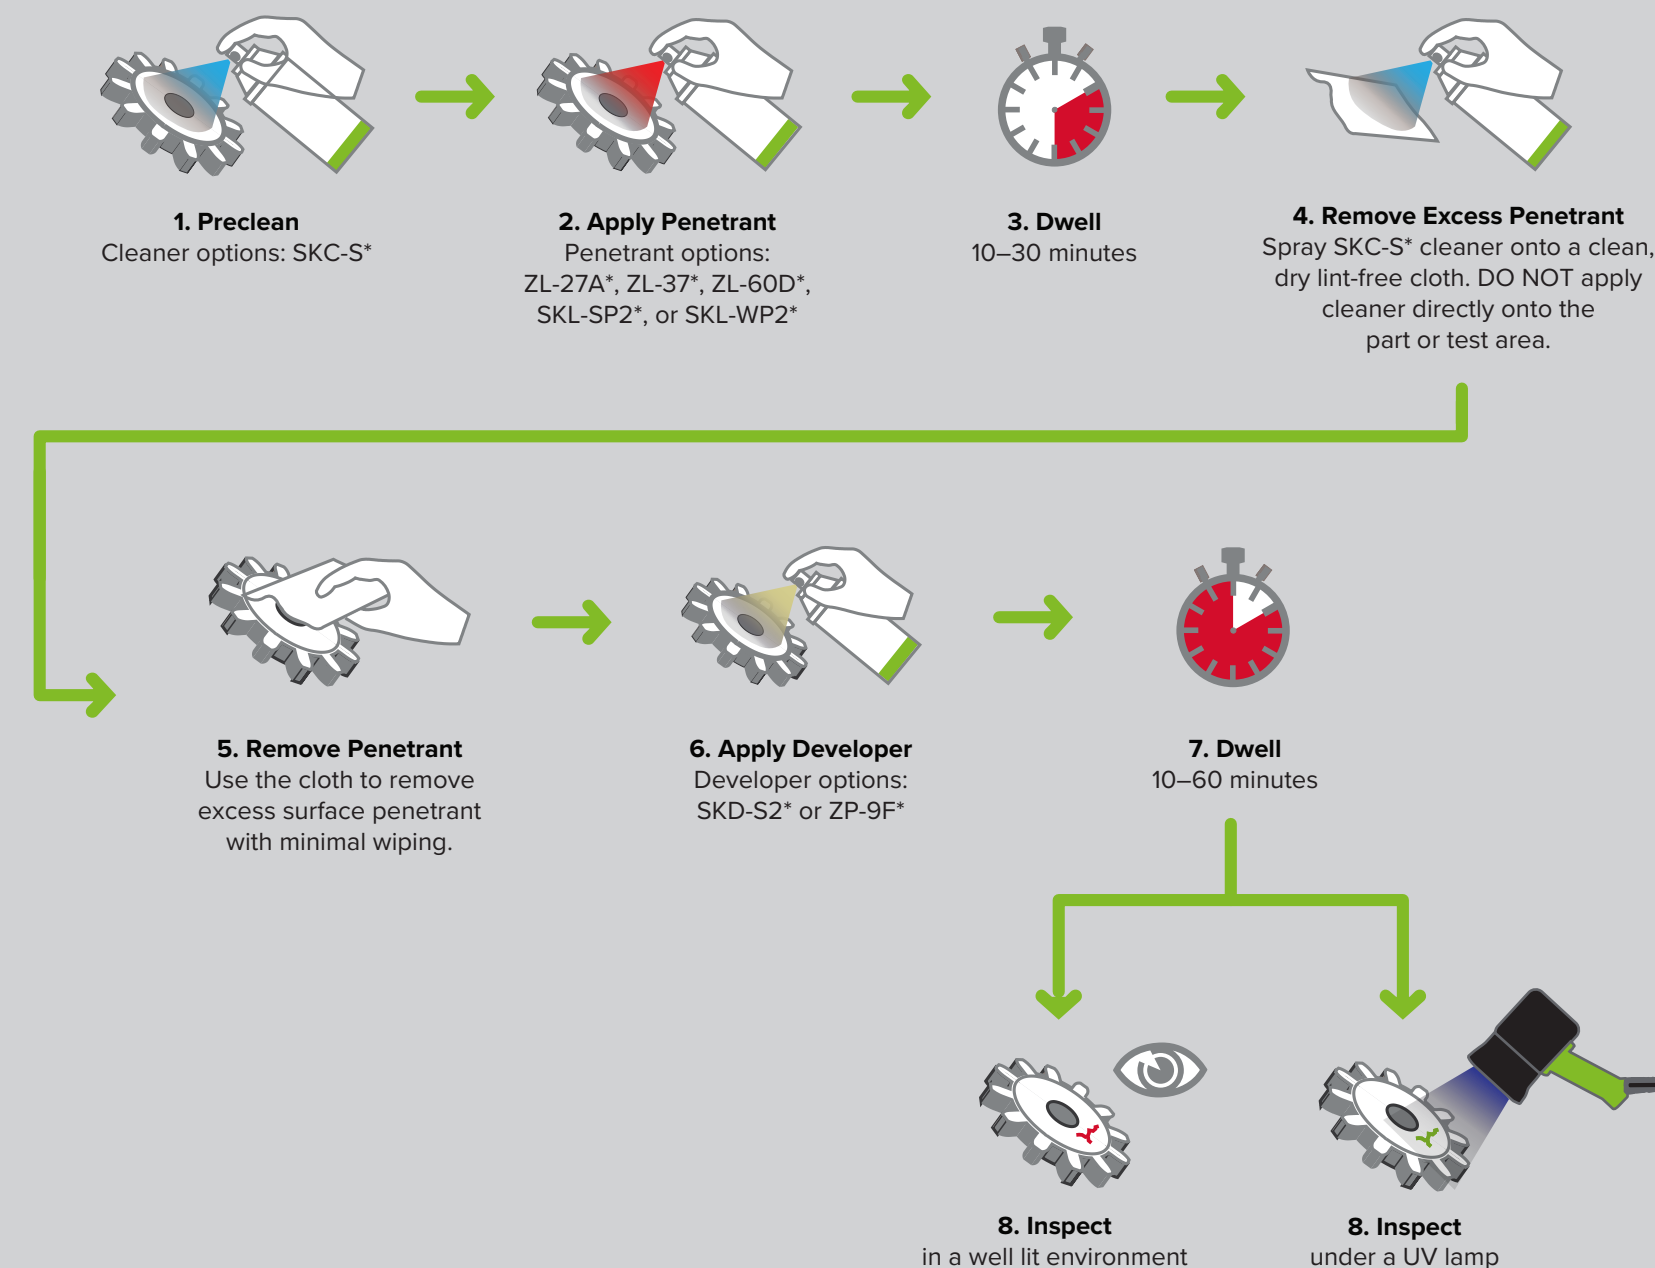 1. Preclean
Cleaner options: SKC-S*
2. Apply Penetrant
Penetrant options:
ZL-27A*, ZL-37*, ZL-60D*,
SKL-SP2*, or SKL-WP2*
3. Dwell
10–30 minutes
4. Remove Excess Penetrant
Spray SKC-S* cleaner onto a clean,
dry lint-free cloth. DO NOT apply
cleaner directly onto the
part or test area.
5. Remove Penetrant
Use the cloth to remove
excess surface penetrant
with minimal wiping.
6. Apply Developer
Developer options:
SKD-S2* or ZP-9F*
7. Dwell
10–60 minutes
8. Inspect
in a well lit environment
8. Inspect
under a UV lamp